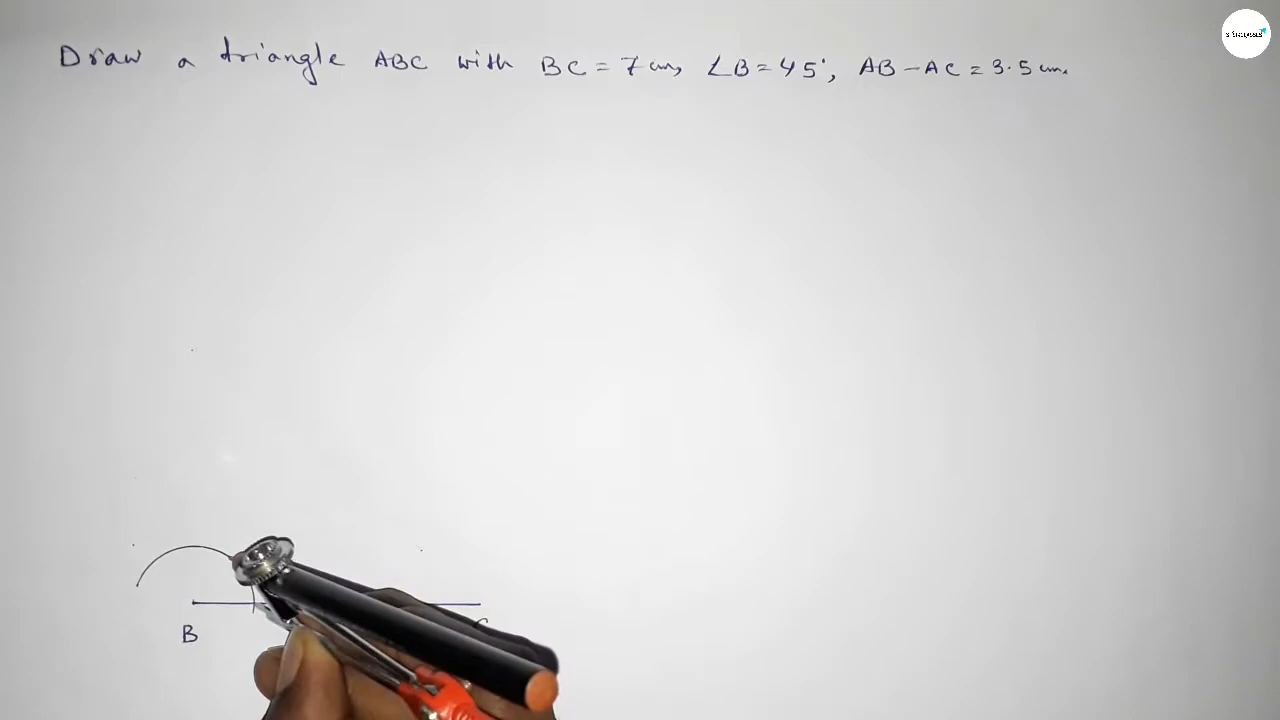 Draw a triangle ABC with BC = 7 cm, ∠B = 45°, AB - AC = 3.5 cm.
B
C